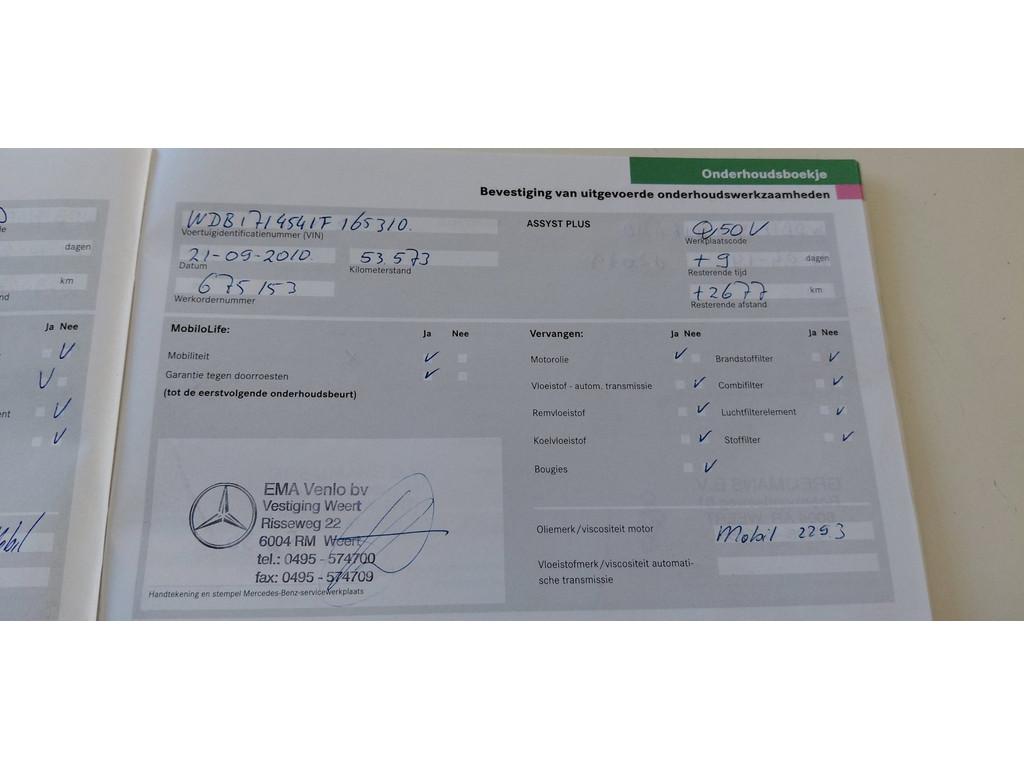 Onderhoudsboekje
Bevestiging van uitgevoerde onderhoudswerkzaamheden
dagen
km
Ja Nee
WDB1714541F165310.
Voertuigidentificatienummer (VIN)
21-09-2010.
Datum
53.573
Kilometerstand
675153
Werkordernummer
ASSYST PLUS
Q50V
Werkplaatscode
+9 dagen
Resterende tijd
+2677 km
Resterende afstand
MobiloLife: Ja Nee
Mobiliteit
Garantie tegen doorroesten
(tot de eerstvolgende onderhoudsbeurt)
Vervangen: Ja Nee Ja Nee
Motorolie Brandstoffilter
Vloeistof - autom. transmissie Combifilter
Remvloeistof Luchtfilterelement
Koelvloeistof Stoffilter
Bougies
EMA Venlo bv
Vestiging Weert
Risseweg 22
6004 RM Weert
tel.: 0495 - 574700
fax: 0495 - 574709
Handtekening en stempel Mercedes-Benz-servicewerkplaats
Oliemerk/viscositeit motor Mobil 2293
Vloeistofmerk/viscositeit automati-
sche transmissie